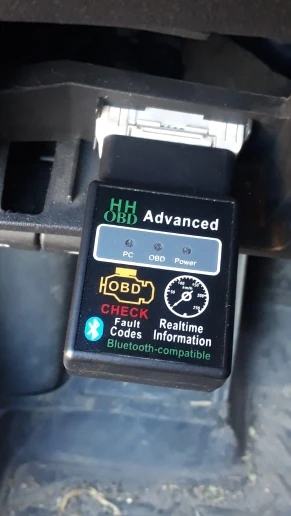 HH
OBD Advanced
PC OBD Power
OBD
CHECK
Fault Codes
Realtime Information
Bluetooth-compatible